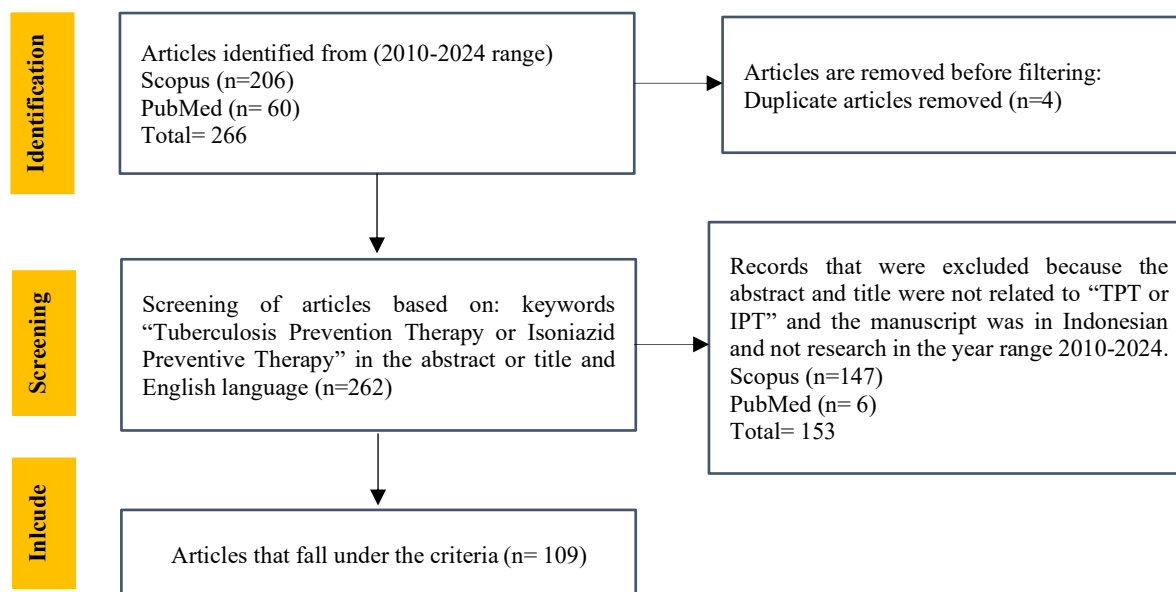 Identification
Articles identified from (2010-2024 range)
Scopus (n=206)
PubMed (n= 60)
Total= 266
Articles are removed before filtering:
Duplicate articles removed (n=4)
Screening
Screening of articles based on: keywords
“Tuberculosis Prevention Therapy or Isoniazid
Preventive Therapy” in the abstract or title and
English language (n=262)
Records that were excluded because the
abstract and title were not related to “TPT or
IPT” and the manuscript was in Indonesian
and not research in the year range 2010-2024.
Scopus (n=147)
PubMed (n= 6)
Total= 153
Inlcude
Articles that fall under the criteria (n= 109)